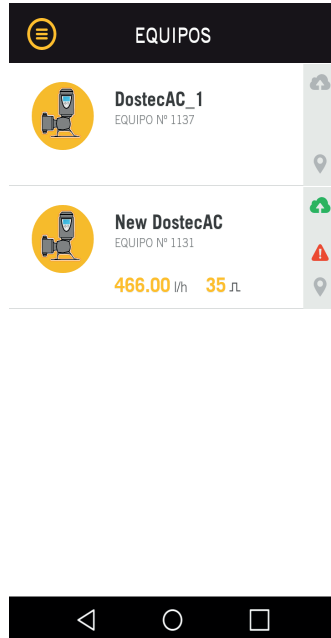 EQUIPOS
DostecAC_1
EQUIPO Nº 1137
New DostecAC
EQUIPO Nº 1131
466.00 l/h 35